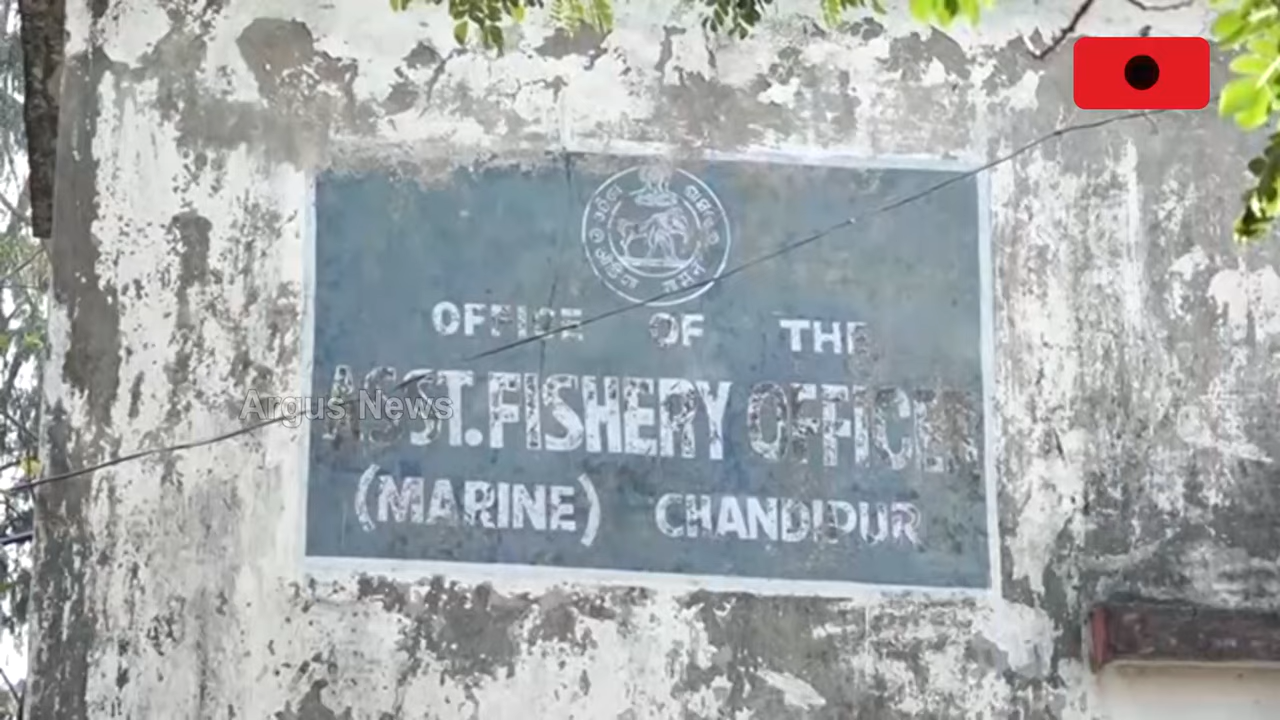 OFFICE OF THE
ASST. FISHERY OFFICER
(MARINE) CHANDIPUR
Argus News